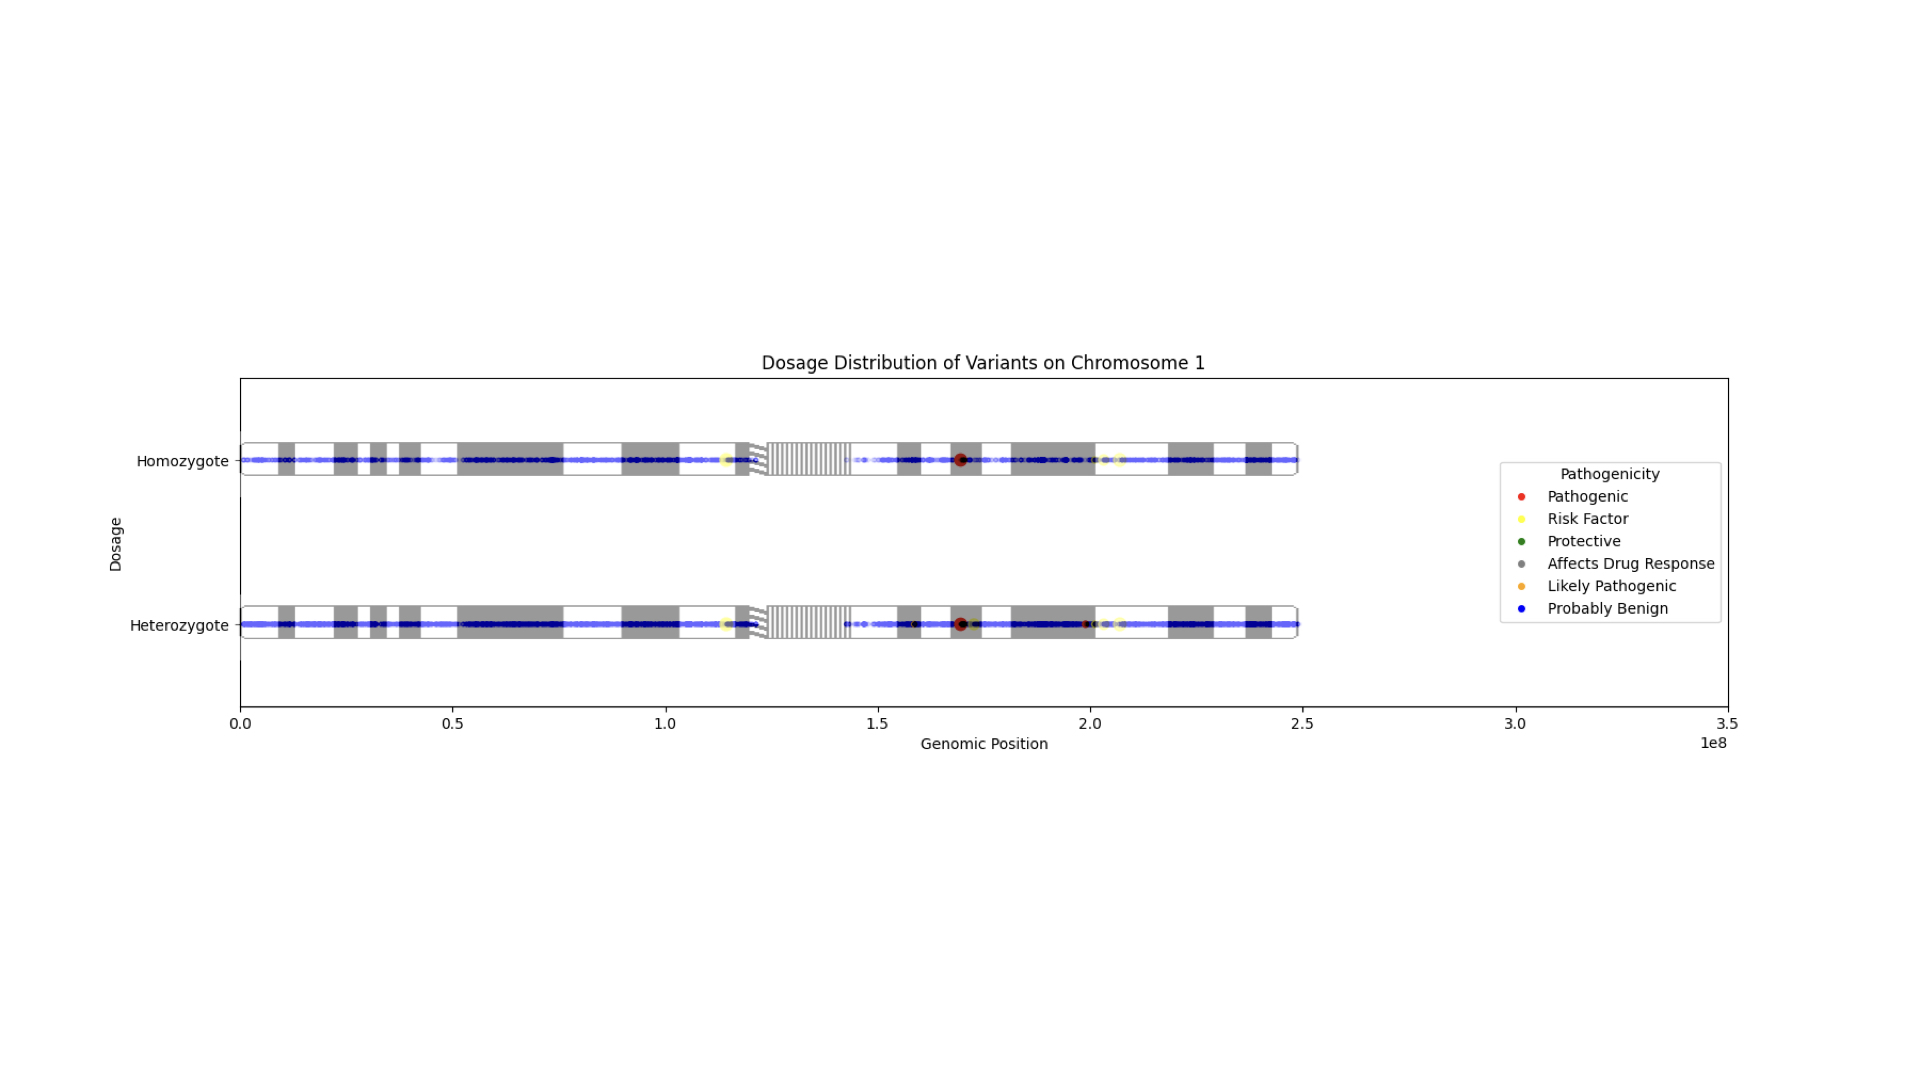 Dosage Distribution of Variants on Chromosome 1
Homozygote
Heterozygote
Dosage
Pathogenicity
Pathogenic
Risk Factor
Protective
Affects Drug Response
Likely Pathogenic
Probably Benign
0.0 0.5 1.0 1.5 2.0 2.5 3.0 3.5
Genomic Position
1e8